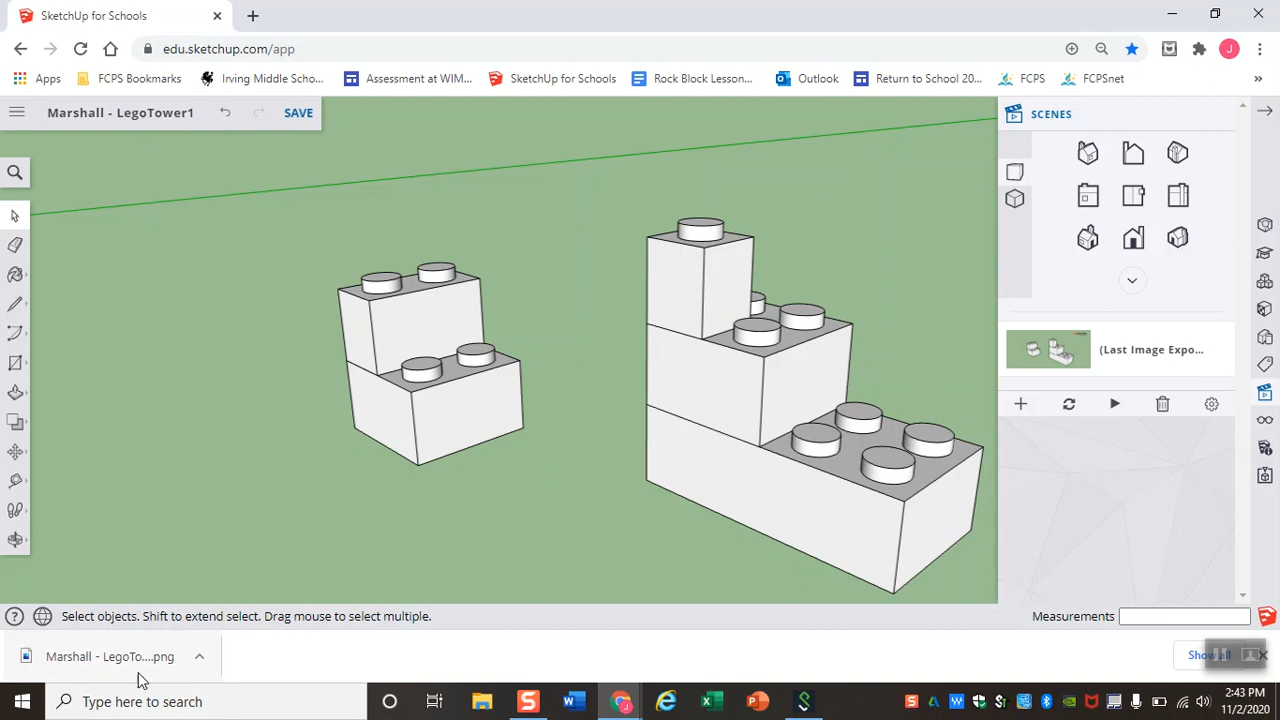 SketchUp for Schools
edu.sketchup.com/app
J
Apps
FCPS Bookmarks
Irving Middle Schoo...
Assessment at WIM...
SketchUp for Schools
Rock Block Lesson...
Outlook
Return to School 20...
FCPS
FCPSnet
»
Marshall - LegoTower1
SAVE
SCENES
(Last Image Expo...
Select objects. Shift to extend select. Drag mouse to select multiple.
Measurements
Marshall - LegoTo....png
Show all
Type here to search
2:43 PM
11/2/2020